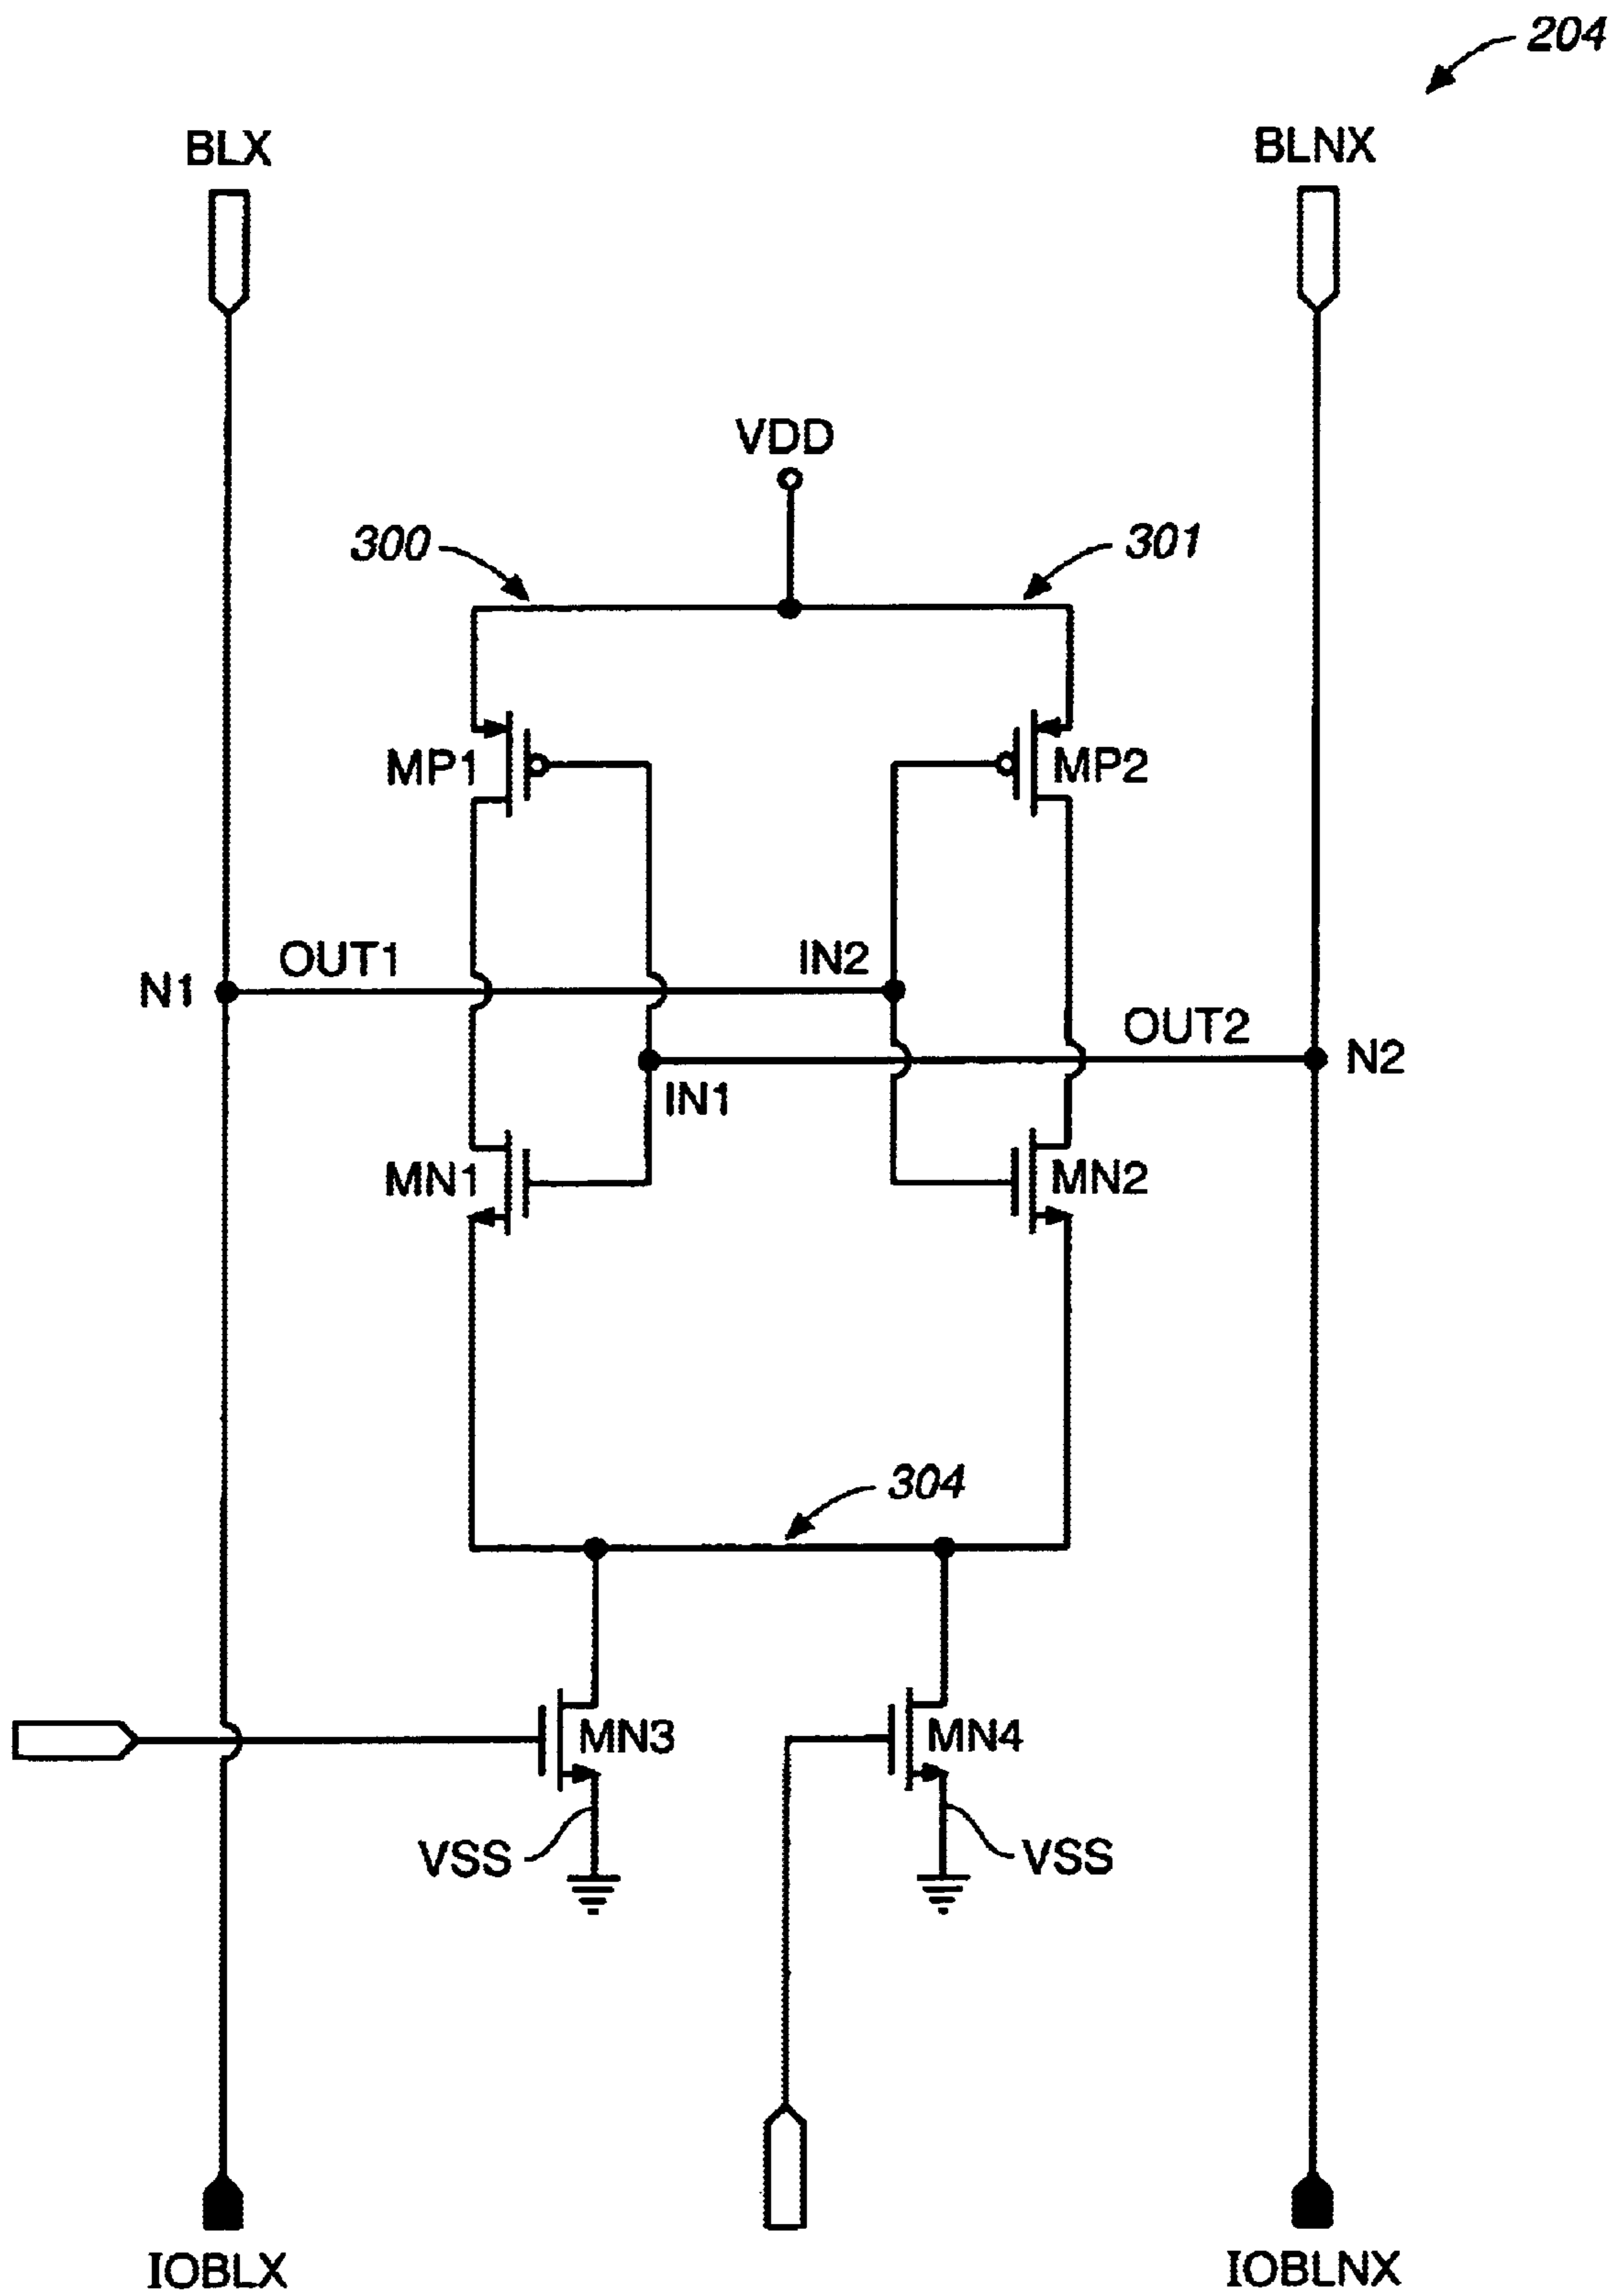 204
BLX
BLNX
VDD
300
301
MP1
MP2
OUT1
IN2
N1
OUT2
N2
IN1
MN1
MN2
304
MN3
MN4
VSS
VSS
IOBLX
IOBLNX